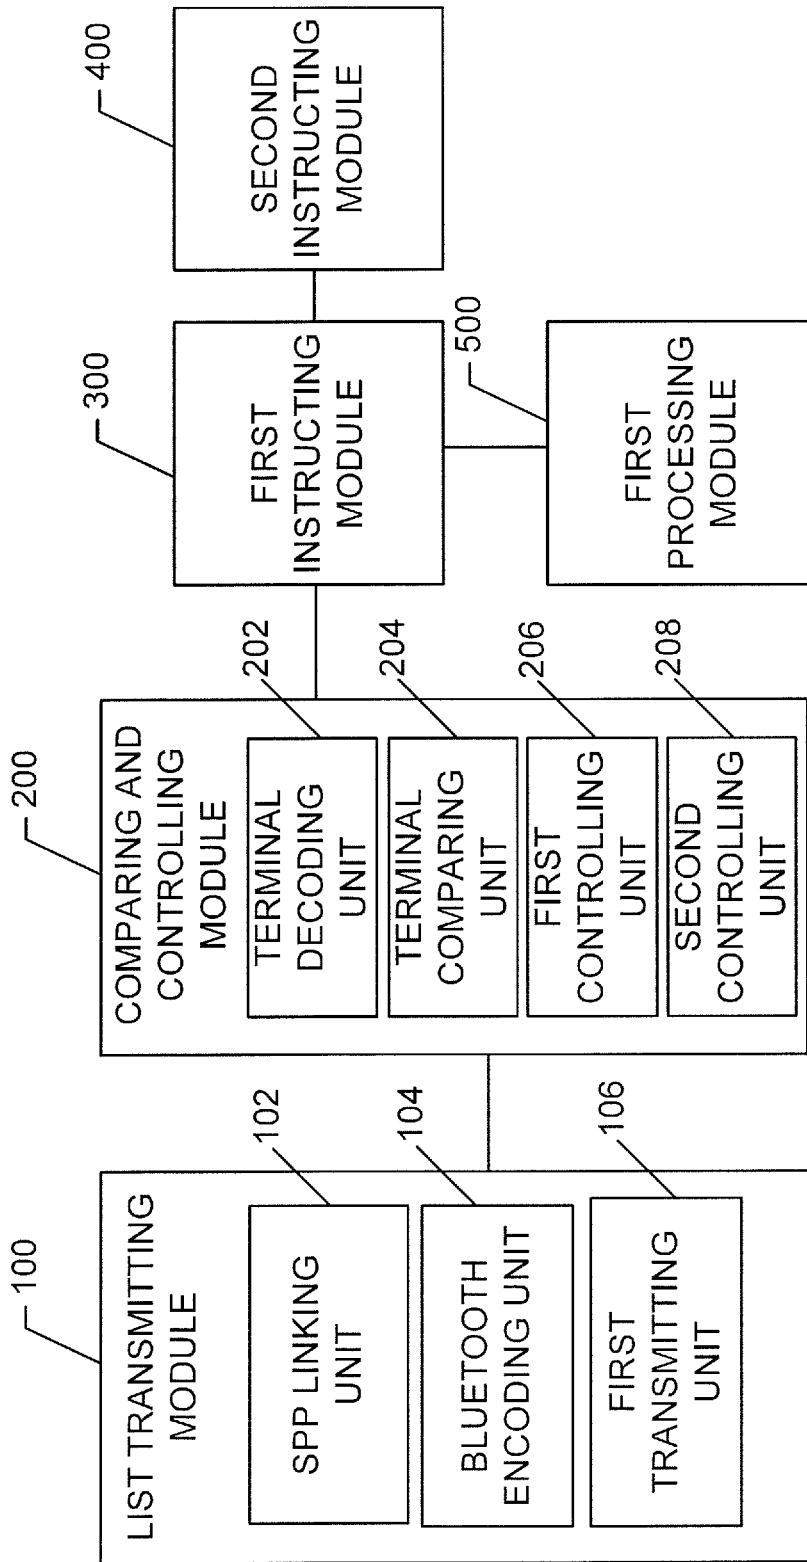 100
LIST TRANSMITTING
MODULE
SPP LINKING
UNIT
102
BLUETOOTH
ENCODING UNIT
104
FIRST
TRANSMITTING
UNIT
106
200
COMPARING AND
CONTROLLING
MODULE
TERMINAL
DECODING
UNIT
202
TERMINAL
COMPARING
UNIT
204
FIRST
CONTROLLING
UNIT
206
SECOND
CONTROLLING
UNIT
208
300
FIRST
INSTRUCTING
MODULE
400
SECOND
INSTRUCTING
MODULE
500
FIRST
PROCESSING
MODULE